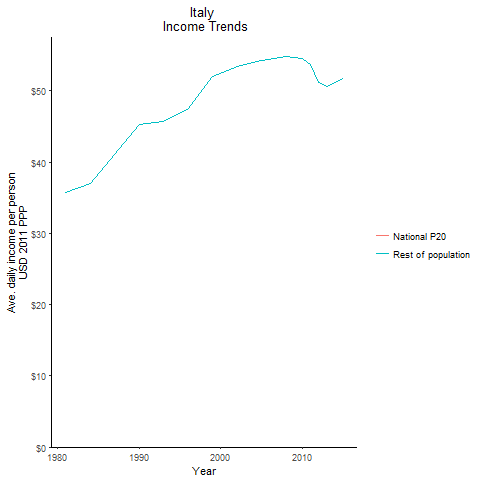 Italy
Income Trends
Ave. daily income per person
USD 2011 PPP
$50
$40
$30
$20
$10
$0
1980
1990
2000
2010
Year
National P20
Rest of population